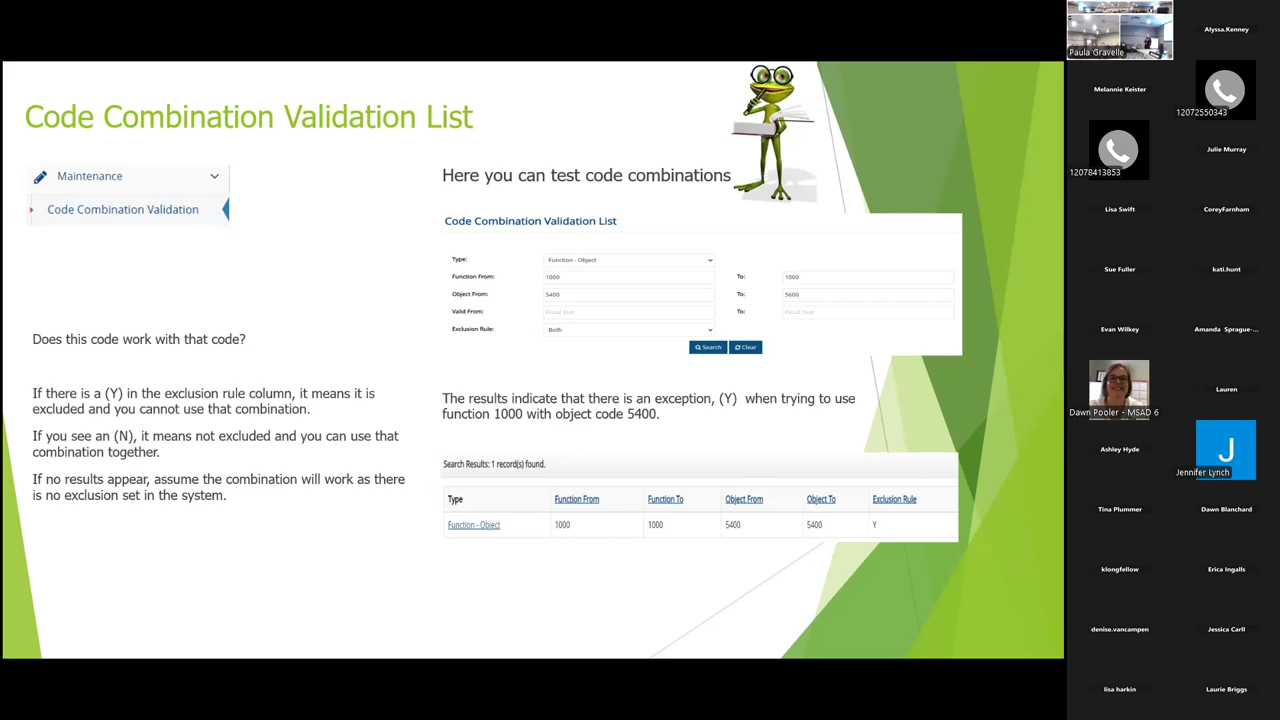 Code Combination Validation List
Maintenance
Code Combination Validation
Does this code work with that code?
If there is a (Y) in the exclusion rule column, it means it is
excluded and you cannot use that combination.
If you see an (N), it means not excluded and you can use that
combination together.
If no results appear, assume the combination will work as there
is no exclusion set in the system.
Here you can test code combinations
Code Combination Validation List
Type: Function - Object
Function From: 1000 To: 1000
Object From: 5400 To: 5600
Valid From: Fiscal Year To: Fiscal Year
Exclusion Rule: Both
Search Clear
The results indicate that there is an exception, (Y) when trying to use
function 1000 with object code 5400.
Search Results: 1 record(s) found.
Type Function From Function To Object From Object To Exclusion Rule
Function - Object 1000 1000 5400 5400 Y
Paula Gravelle
Alyssa.Kenney
Melannie Keister
12072550343
12078413853
Julie Murray
Lisa Swift
CoreyFarnham
Sue Fuller
kati.hunt
Evan Wilkey
Amanda Sprague-...
Dawn Pooler - MSAD 6
Lauren
Ashley Hyde
J
Jennifer Lynch
Tina Plummer
Dawn Blanchard
klongfellow
Erica Ingalls
denise.vancampen
Jessica Carll
lisa harkin
Laurie Briggs